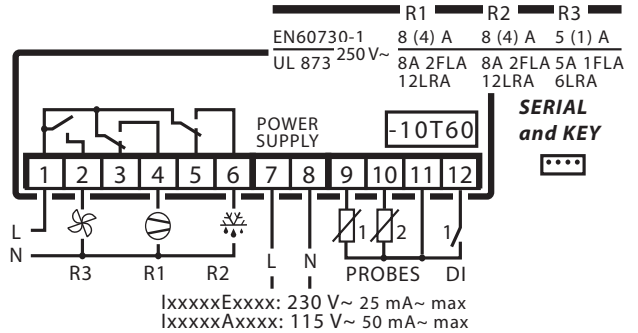 R1 R2 R3
EN60730-1 250 V~ 8 (4) A 8 (4) A 5 (1) A
UL 873 8A 2FLA 8A 2FLA 5A 1FLA
12LRA 12LRA 6LRA
SERIAL
and KEY
POWER
SUPPLY
-10T60
1 2 3 4 5 6 7 8 9 10 11 12
L
N
1 2 1
R3 R1 R2 L N PROBES DI
IxxxxxExxxx: 230 V~ 25 mA~ max
IxxxxxAxxxx: 115 V~ 50 mA~ max